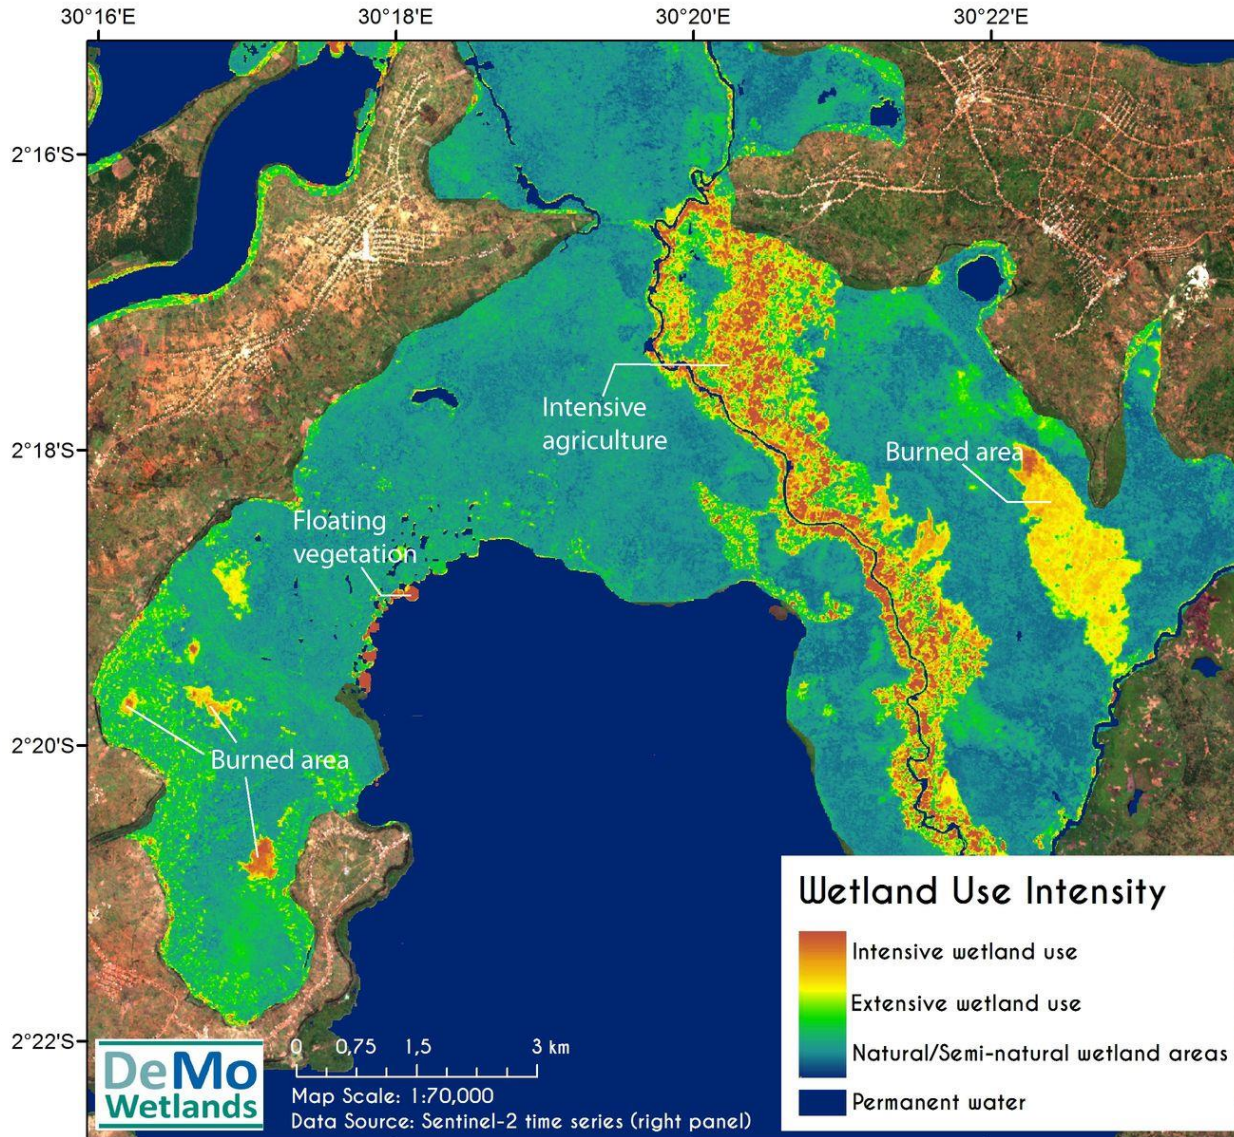 30°16'E
30°18'E
30°20'E
30°22'E
2°16'S
2°18'S
2°20'S
2°22'S
Intensive
agriculture
Burned area
Floating
vegetation
Burned area
Wetland Use Intensity
Intensive wetland use
Extensive wetland use
Natural/Semi-natural wetland areas
Permanent water
DeMo
Wetlands
0 0,75 1,5 3 km
Map Scale: 1:70,000
Data Source: Sentinel-2 time series (right panel)